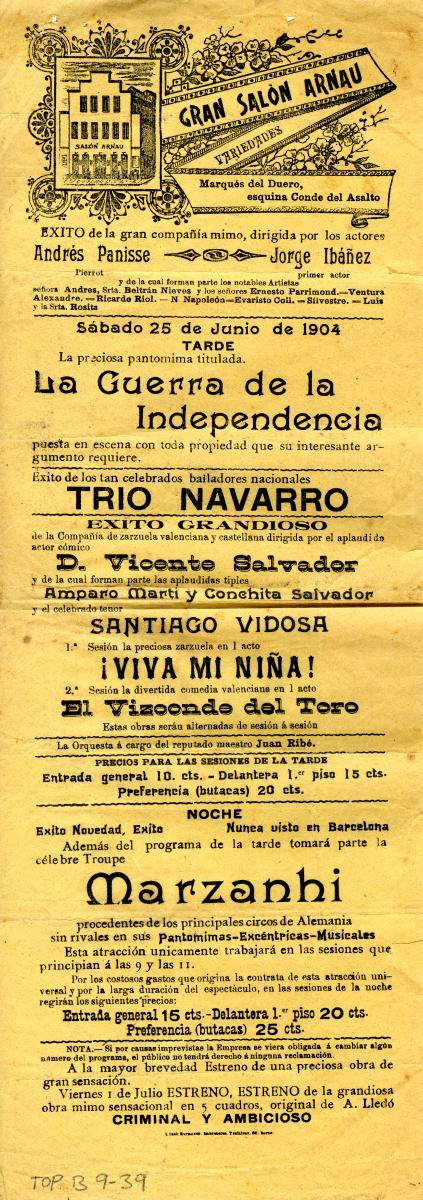 SALÓN ARNAU
GRAN SALÓN ARNAU
VARIEDADES
Marqués del Duero,
esquina Conde del Asalto
EXITO de la gran compañía mimo, dirigida por los actores
Andrés Panisse Jorge Ibáñez
Pierrot primer actor
y de la cual forman parte los notables Artistas
señora Andres, Srta. Beltrán Nieves y los señores Ernesto Parrimond.—Ventura
Alexandre. — Ricardo Riol. — N Napoleón—Evaristo Coll. — Silvestre. — Luis
y la Srta. Rosita
Sábado 25 de Junio de 1904
TARDE
La preciosa pantomima titulada.
La Guerra de la
Independencia
puesta en escena con toda propiedad que su interesante ar-
gumento requiere.
Exito de los tan celebrados bailadores nacionales
TRIO NAVARRO
EXITO GRANDIOSO
de la Compañía de zarzuela valenciana y castellana dirigida por el aplaudido
actor cómico
D. Vicente Salvador
y de la cual forman parte las aplaudidas tiples
Amparo Martí y Conchita Salvador
y el celebrado tenor
SANTIAGO VIDOSA
1.ª Sesión la preciosa zarzuela en 1 acto
¡VIVA MI NIÑA!
2.ª Sesión la divertida comedia valenciana en 1 acto
El Vizconde del Toro
Estas obras serán alternadas de sesión á sesión
La Orquesta á cargo del reputado maestro Juan Ribé.
PRECIOS PARA LAS SESIONES DE LA TARDE
Entrada general 10. cts. - Delantera 1.er piso 15 cts.
Preferencia (butacas) 20 cts.
NOCHE
Exito Novedad, Exito Nunca visto en Barcelona
Además del programa de la tarde tomará parte la
célebre Troupe
Marzanhi
procedentes de los principales circos de Alemania
sin rivales en sus Pantomimas-Excéntricas-Musicales
Esta atracción unicamente trabajará en las sesiones que
principian á las 9 y las 11.
Por los costosos gastos que origina la contrata de esta atracción uni-
versal y por la larga duración del espectáculo, en las sesiones de la noche
regirán los siguientes precios:
Entrada general 15 cts.-Delantera 1.er piso 20 cts.
Preferencia (butacas) 25 cts.
NOTA.—Si por causas imprevistas la Empresa se viera obligada á cambiar algún
número del programa, el público no tendrá derecho á ninguna reclamación.
A la mayor brevedad Estreno de una preciosa obra de
gran sensación.
Viernes 1 de Julio ESTRENO, ESTRENO de la grandiosa
obra mimo sensacional en 5 cuadros, original de A. Lledó
CRIMINAL Y AMBICIOSO
TOP B 9-39